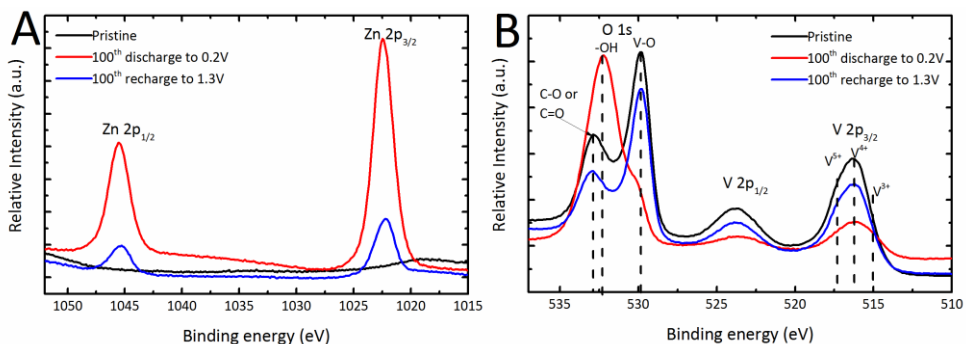 A
Pristine
100th discharge to 0.2V
100th recharge to 1.3V
Zn 2p3/2
Zn 2p1/2
Relative Intensity (a.u.)
1050 1045 1040 1035 1030 1025 1020 1015
Binding energy (eV)
B
O 1s
-OH V-O
Pristine
100th discharge to 0.2V
100th recharge to 1.3V
C-O or
C=O
V 2p3/2
V5+ V4+
V3+
V 2p1/2
Relative Intensity (a.u.)
535 530 525 520 515 510
Binding energy (eV)